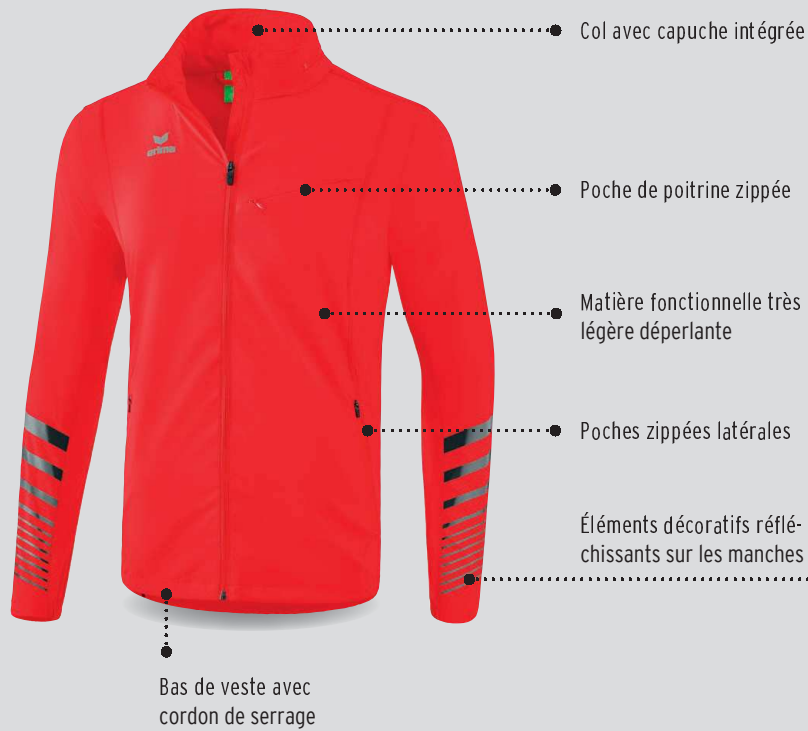 Col avec capuche intégrée
erima
Poche de poitrine zippée
Matière fonctionnelle très
légère déperlante
Poches zippées latérales
Éléments décoratifs réflé-
chissants sur les manches
Bas de veste avec
cordon de serrage